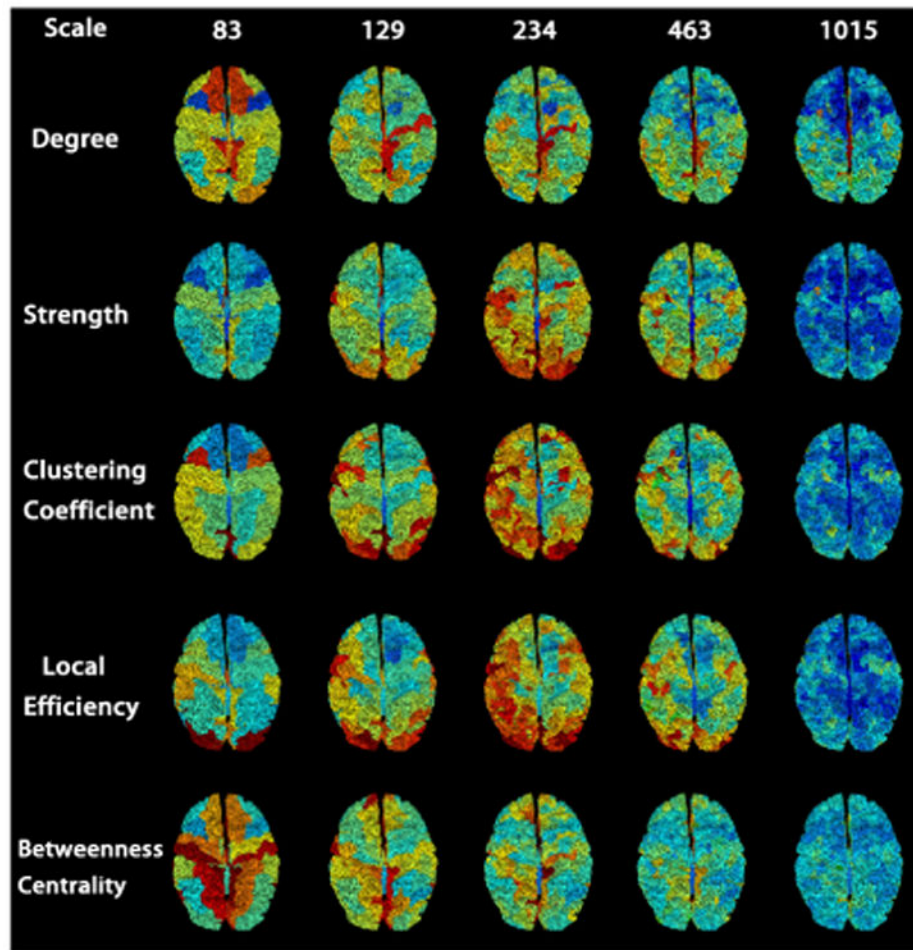 Scale 83 129 234 463 1015
Degree
Strength
Clustering
Coefficient
Local
Efficiency
Betweenness
Centrality